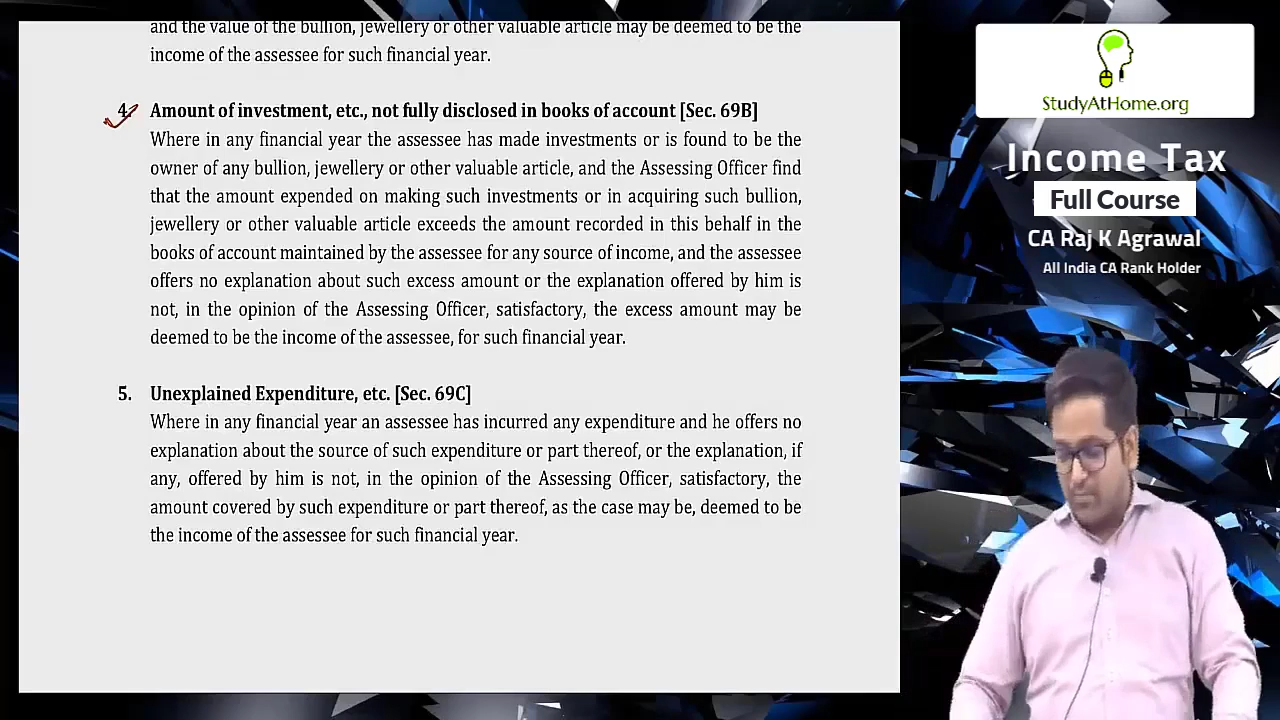 and the value of the bullion, jewellery or other valuable article may be deemed to be the
income of the assessee for such financial year.
4. Amount of investment, etc., not fully disclosed in books of account [Sec. 69B]
Where in any financial year the assessee has made investments or is found to be the
owner of any bullion, jewellery or other valuable article, and the Assessing Officer find
that the amount expended on making such investments or in acquiring such bullion,
jewellery or other valuable article exceeds the amount recorded in this behalf in the
books of account maintained by the assessee for any source of income, and the assessee
offers no explanation about such excess amount or the explanation offered by him is
not, in the opinion of the Assessing Officer, satisfactory, the excess amount may be
deemed to be the income of the assessee, for such financial year.
5. Unexplained Expenditure, etc. [Sec. 69C]
Where in any financial year an assessee has incurred any expenditure and he offers no
explanation about the source of such expenditure or part thereof, or the explanation, if
any, offered by him is not, in the opinion of the Assessing Officer, satisfactory, the
amount covered by such expenditure or part thereof, as the case may be, deemed to be
the income of the assessee for such financial year.
StudyAtHome.org
Income Tax
Full Course
CA Raj K Agrawal
All India CA Rank Holder